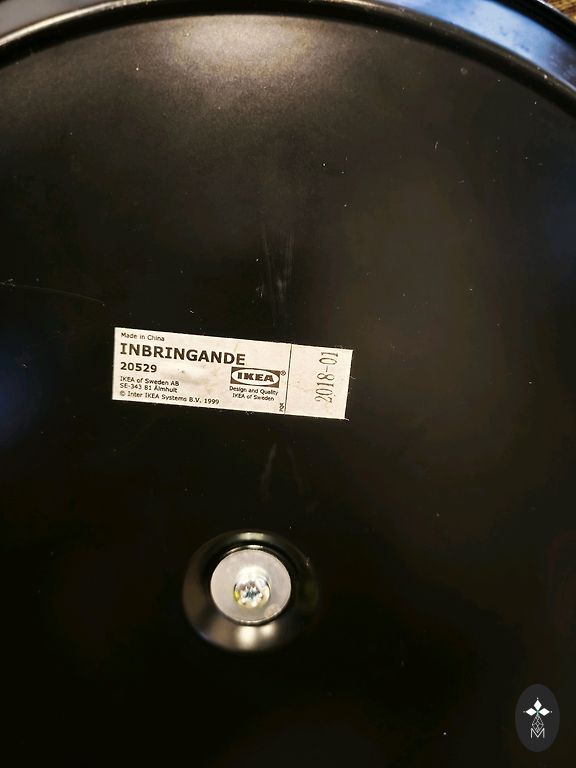 Made in China
INBRINGANDE
20529
IKEA of Sweden AB
SE-343 81 Älmhult
© Inter IKEA Systems B.V. 1999
IKEA®
Design and Quality
IKEA of Sweden
2018-01
M